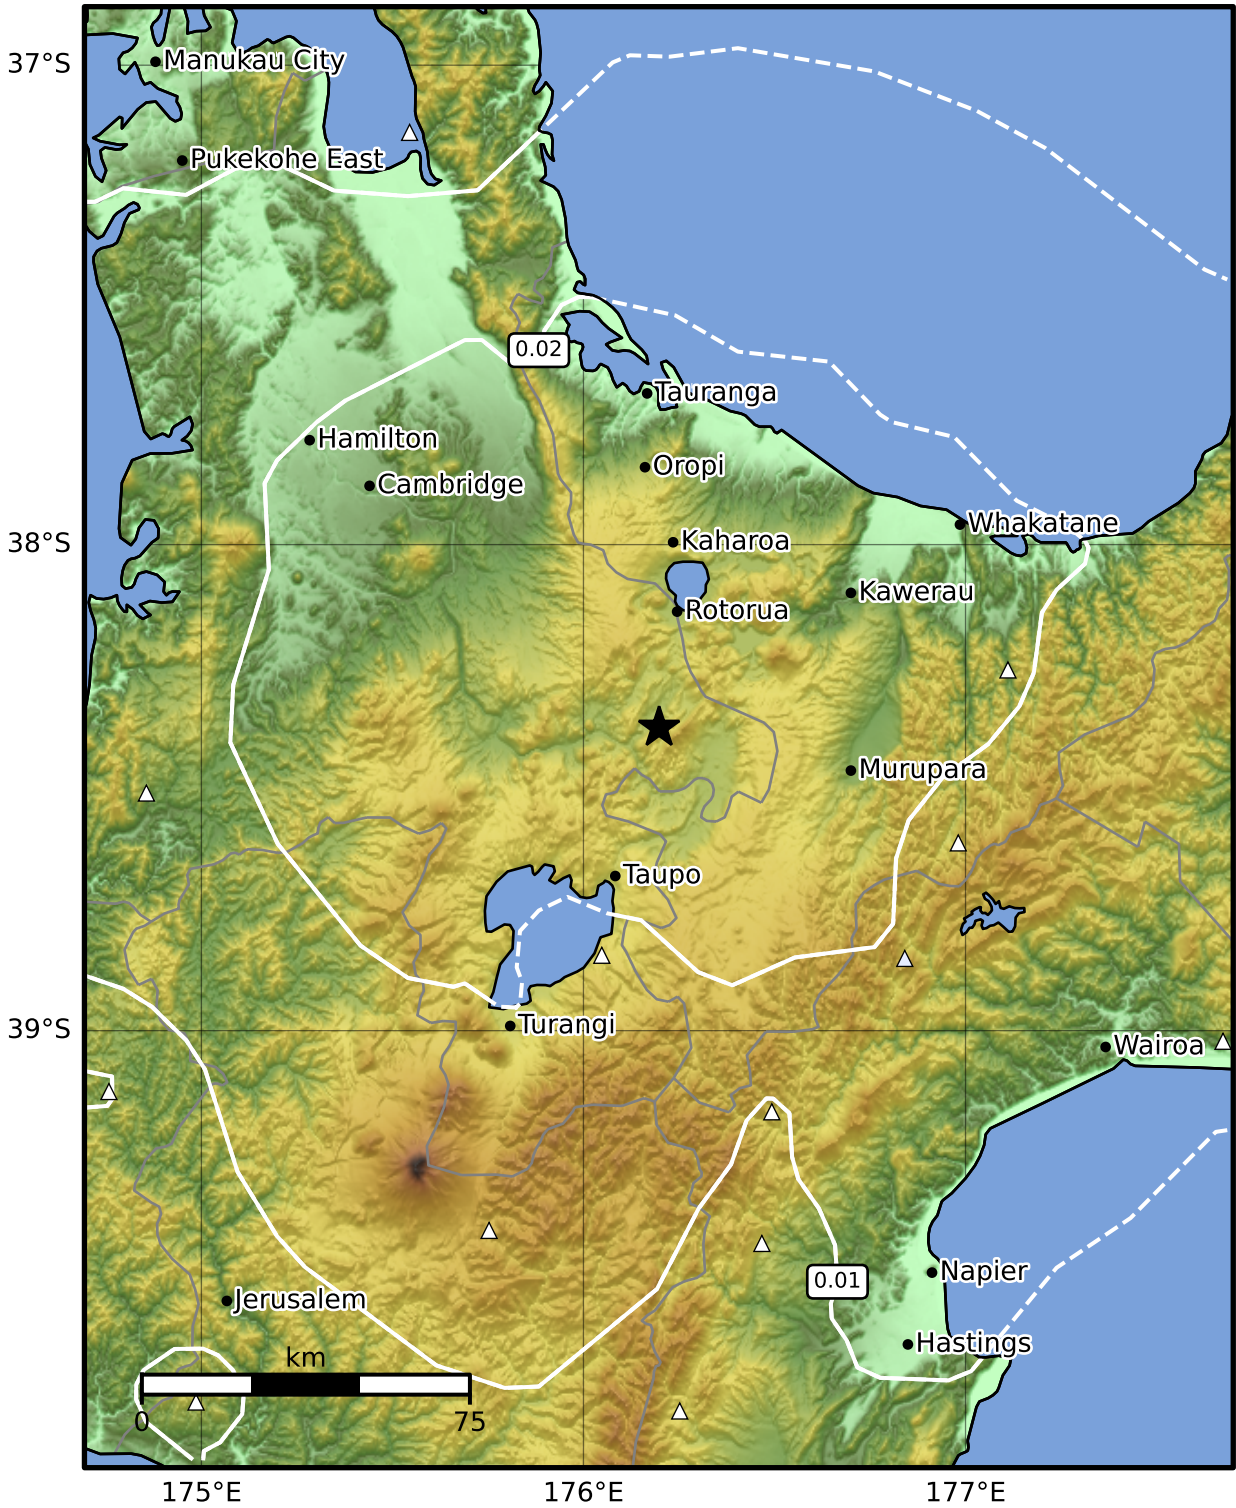 37°S
Manukau City
Pukekohe East
0.02
Tauranga
Hamilton
Oropi
Cambridge
Whakatane
38°S
Kaharoa
Kawerau
Rotorua
Murupara
Taupo
39°S
Turangi
Wairoa
Napier
0.01
Jerusalem
Hastings
km
0 75
175°E 176°E 177°E